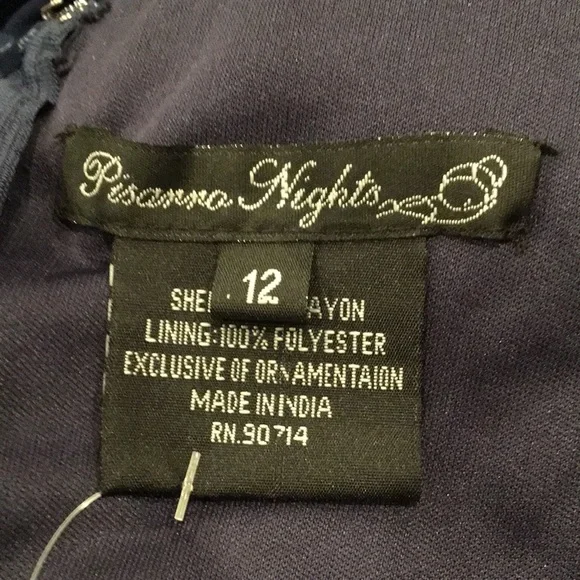 Pisarro Nights
12
LINING:100% POLYESTER
EXCLUSIVE OF ORNAMENTAION
MADE IN INDIA
RN.90714